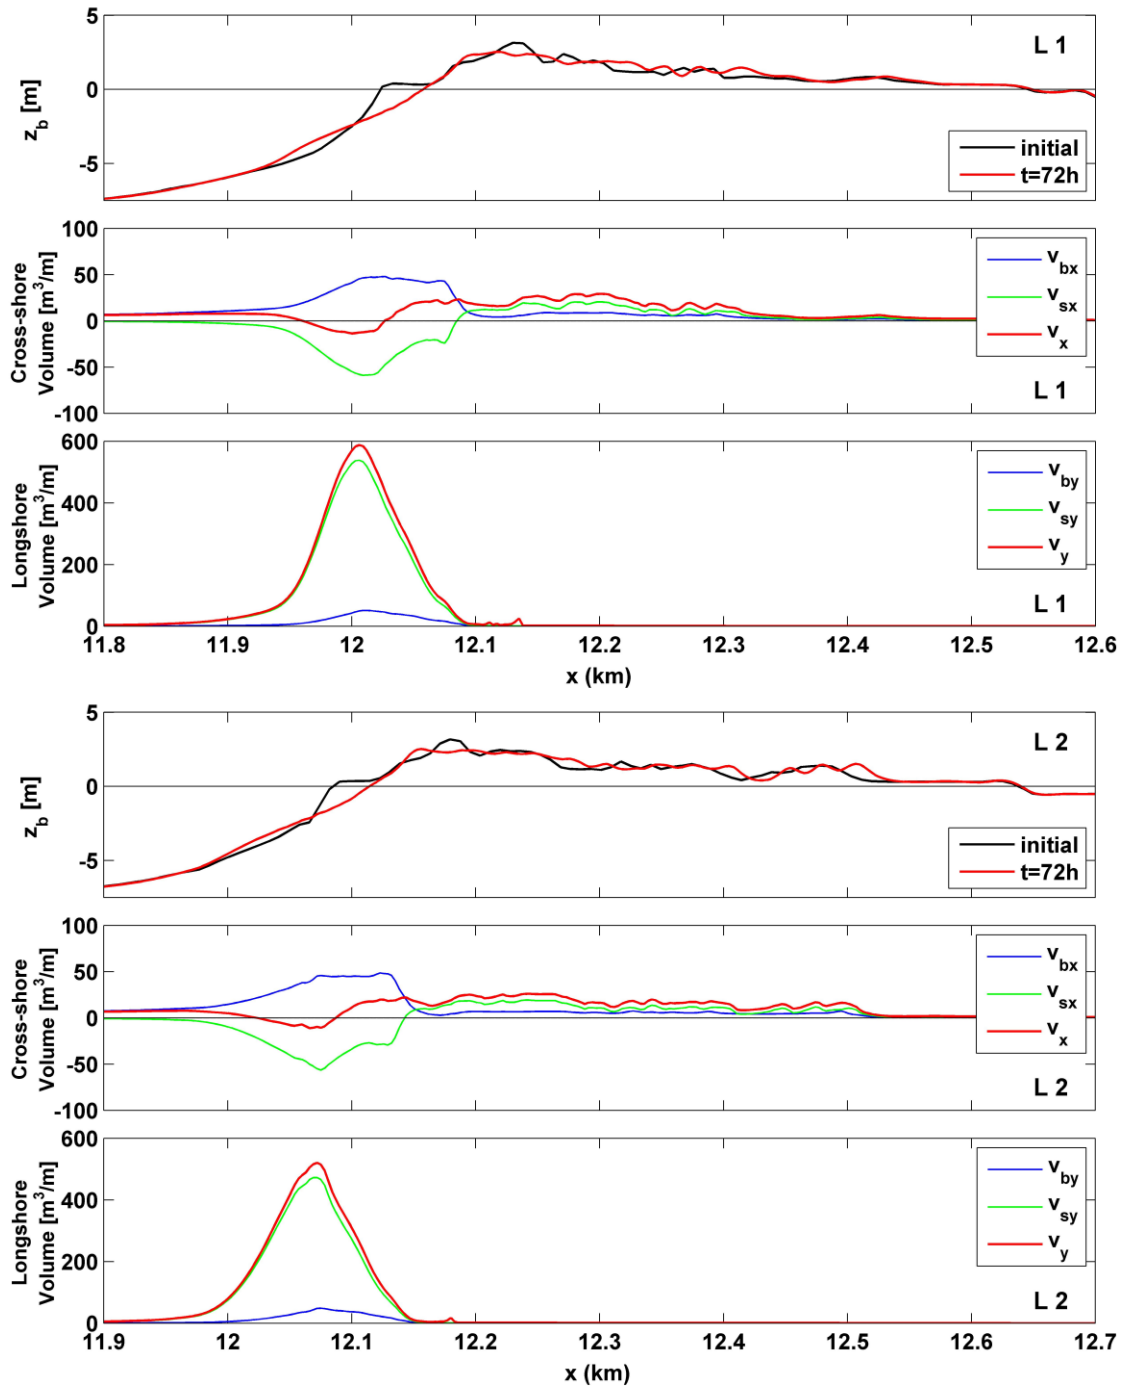 5
0
-5
z_b [m]
L 1
initial
t=72h
100
50
0
-50
-100
Cross-shore
Volume [m^3/m]
v_bx
v_sx
v_x
L 1
600
400
200
0
Longshore
Volume [m^3/m]
v_by
v_sy
v_y
L 1
11.8 11.9 12 12.1 12.2 12.3 12.4 12.5 12.6
x (km)
5
0
-5
z_b [m]
L 2
initial
t=72h
100
50
0
-50
-100
Cross-shore
Volume [m^3/m]
v_bx
v_sx
v_x
L 2
600
400
200
0
Longshore
Volume [m^3/m]
v_by
v_sy
v_y
L 2
11.9 12 12.1 12.2 12.3 12.4 12.5 12.6 12.7
x (km)